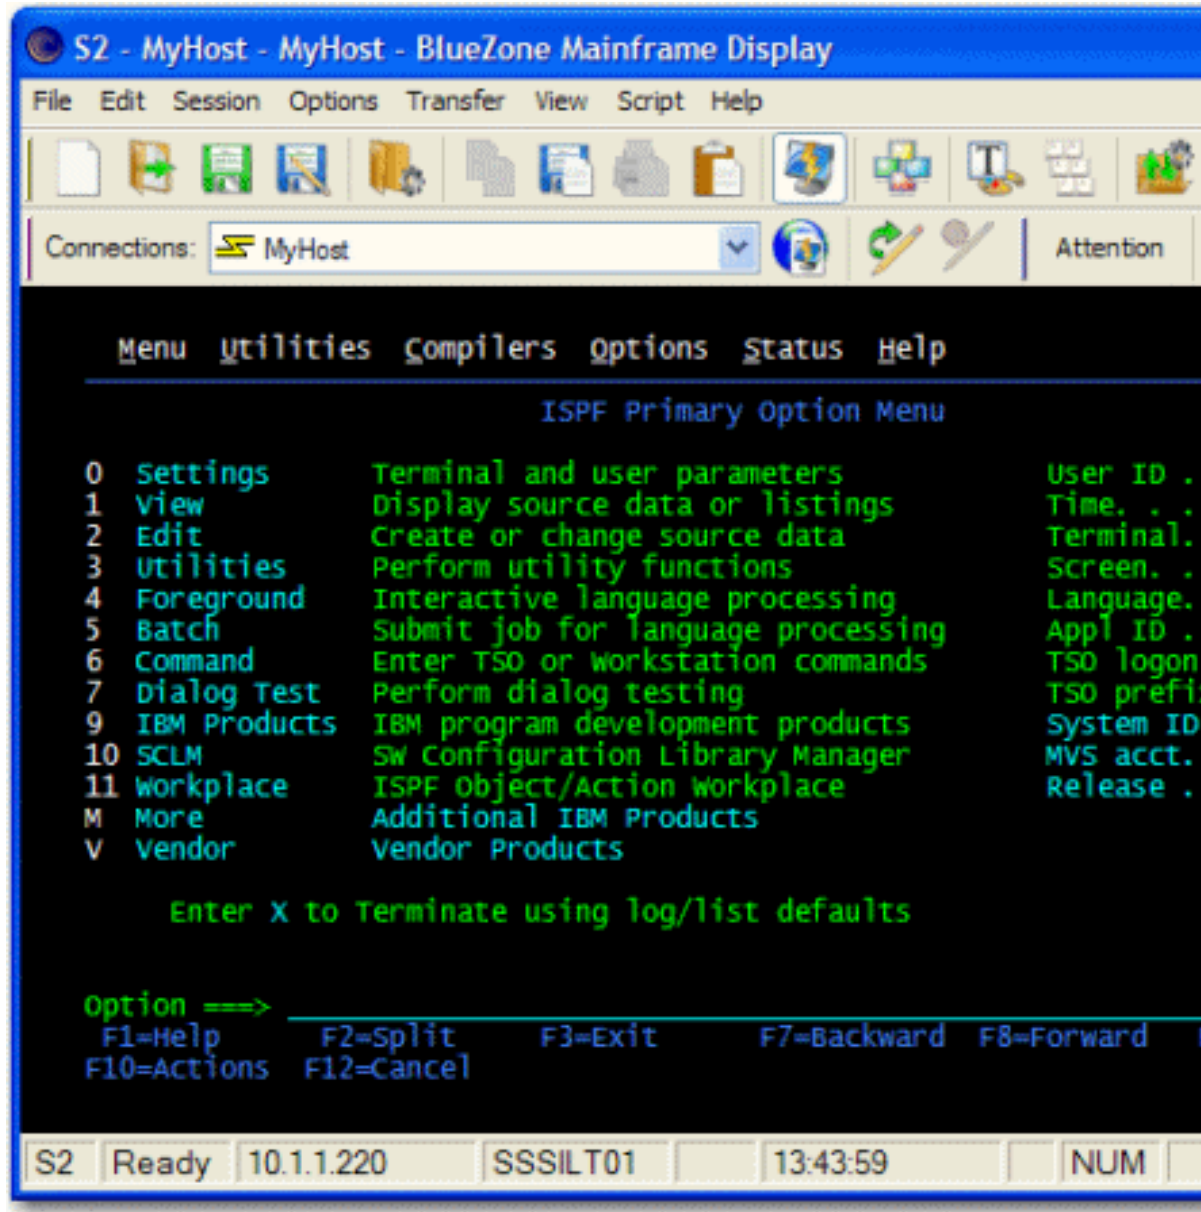 S2 - MyHost - MyHost - BlueZone Mainframe Display
File Edit Session Options Transfer View Script Help
Connections: MyHost Attention
Menu Utilities Compilers Options Status Help
ISPF Primary Option Menu
0 Settings Terminal and user parameters User ID .
1 View Display source data or listings Time. . .
2 Edit Create or change source data Terminal.
3 Utilities Perform utility functions Screen. .
4 Foreground Interactive language processing Language.
5 Batch Submit job for language processing Appl ID .
6 Command Enter TSO or Workstation commands TSO logon
7 Dialog Test Perform dialog testing TSO prefi
9 IBM Products IBM program development products System ID
10 SCLM SW Configuration Library Manager MVS acct.
11 Workplace ISPF Object/Action Workplace Release .
M More Additional IBM Products
V Vendor Vendor Products
Enter X to Terminate using log/list defaults
Option ===>
F1=Help F2=Split F3=Exit F7=Backward F8=Forward
F10=Actions F12=Cancel
S2 Ready 10.1.1.220 SSSILT01 13:43:59 NUM